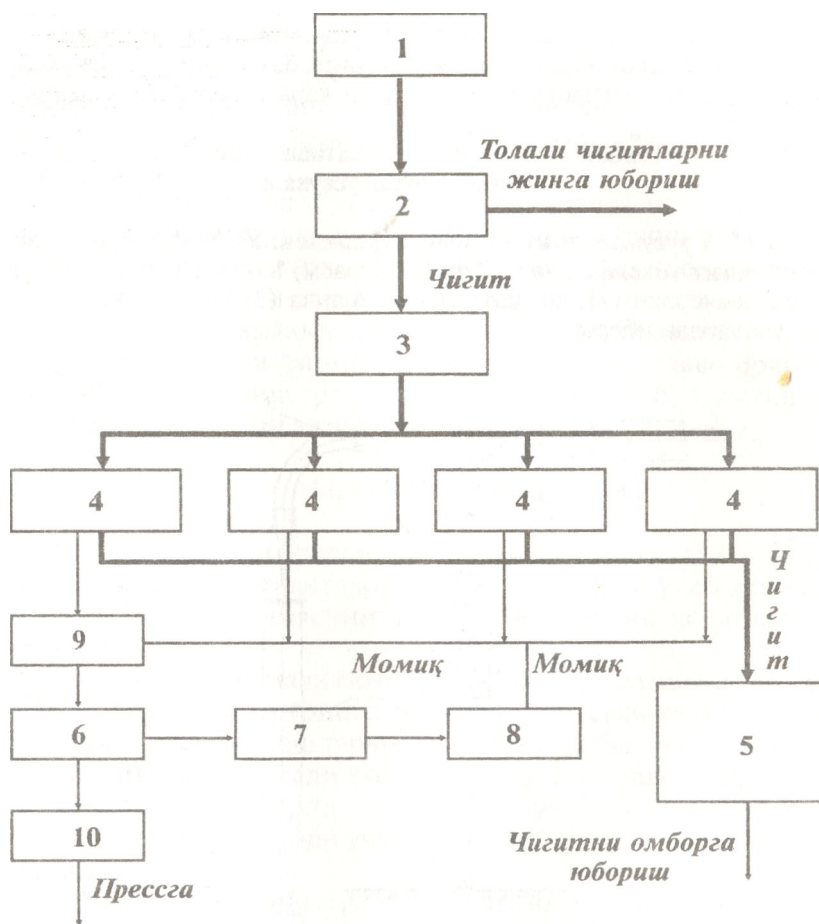 1
Толали чигитларни
жинга юбориш
2
Чигит
3
4 4 4 4
Чигит
9
Момиқ Момиқ
6 7 8 5
10
Чигитни омборга
юбориш
Прессга